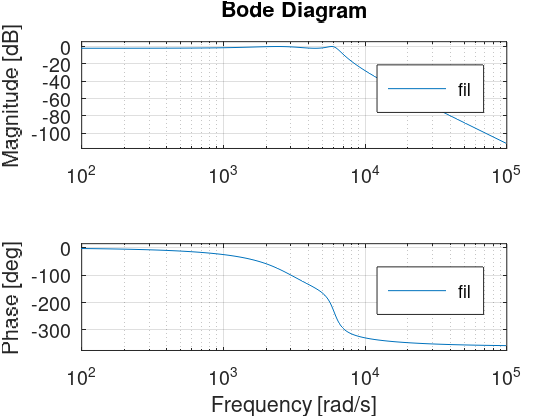 Bode Diagram
Magnitude [dB]
0
-20
-40
-60
-80
-100
fil
10^2 10^3 10^4 10^5
Phase [deg]
0
-100
-200
-300
fil
10^2 10^3 10^4 10^5
Frequency [rad/s]